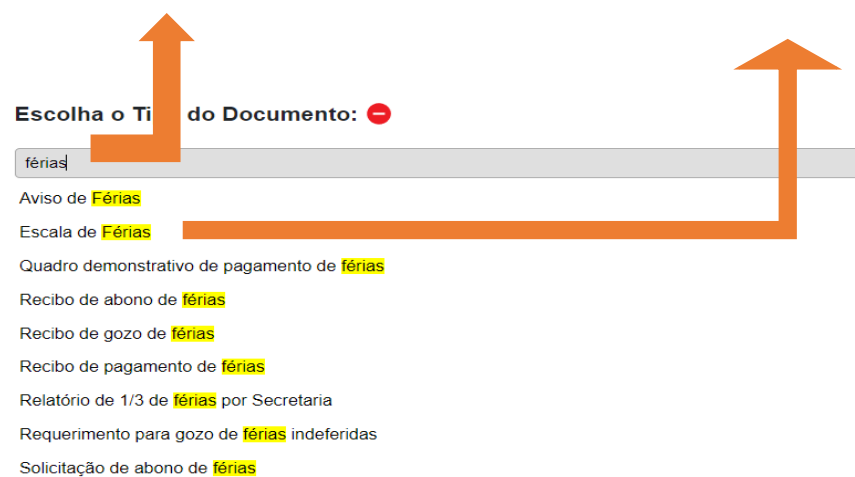 Escolha o Ti do Documento:
férias
Aviso de Férias
Escala de Férias
Quadro demonstrativo de pagamento de férias
Recibo de abono de férias
Recibo de gozo de férias
Recibo de pagamento de férias
Relatório de 1/3 de férias por Secretaria
Requerimento para gozo de férias indeferidas
Solicitação de abono de férias